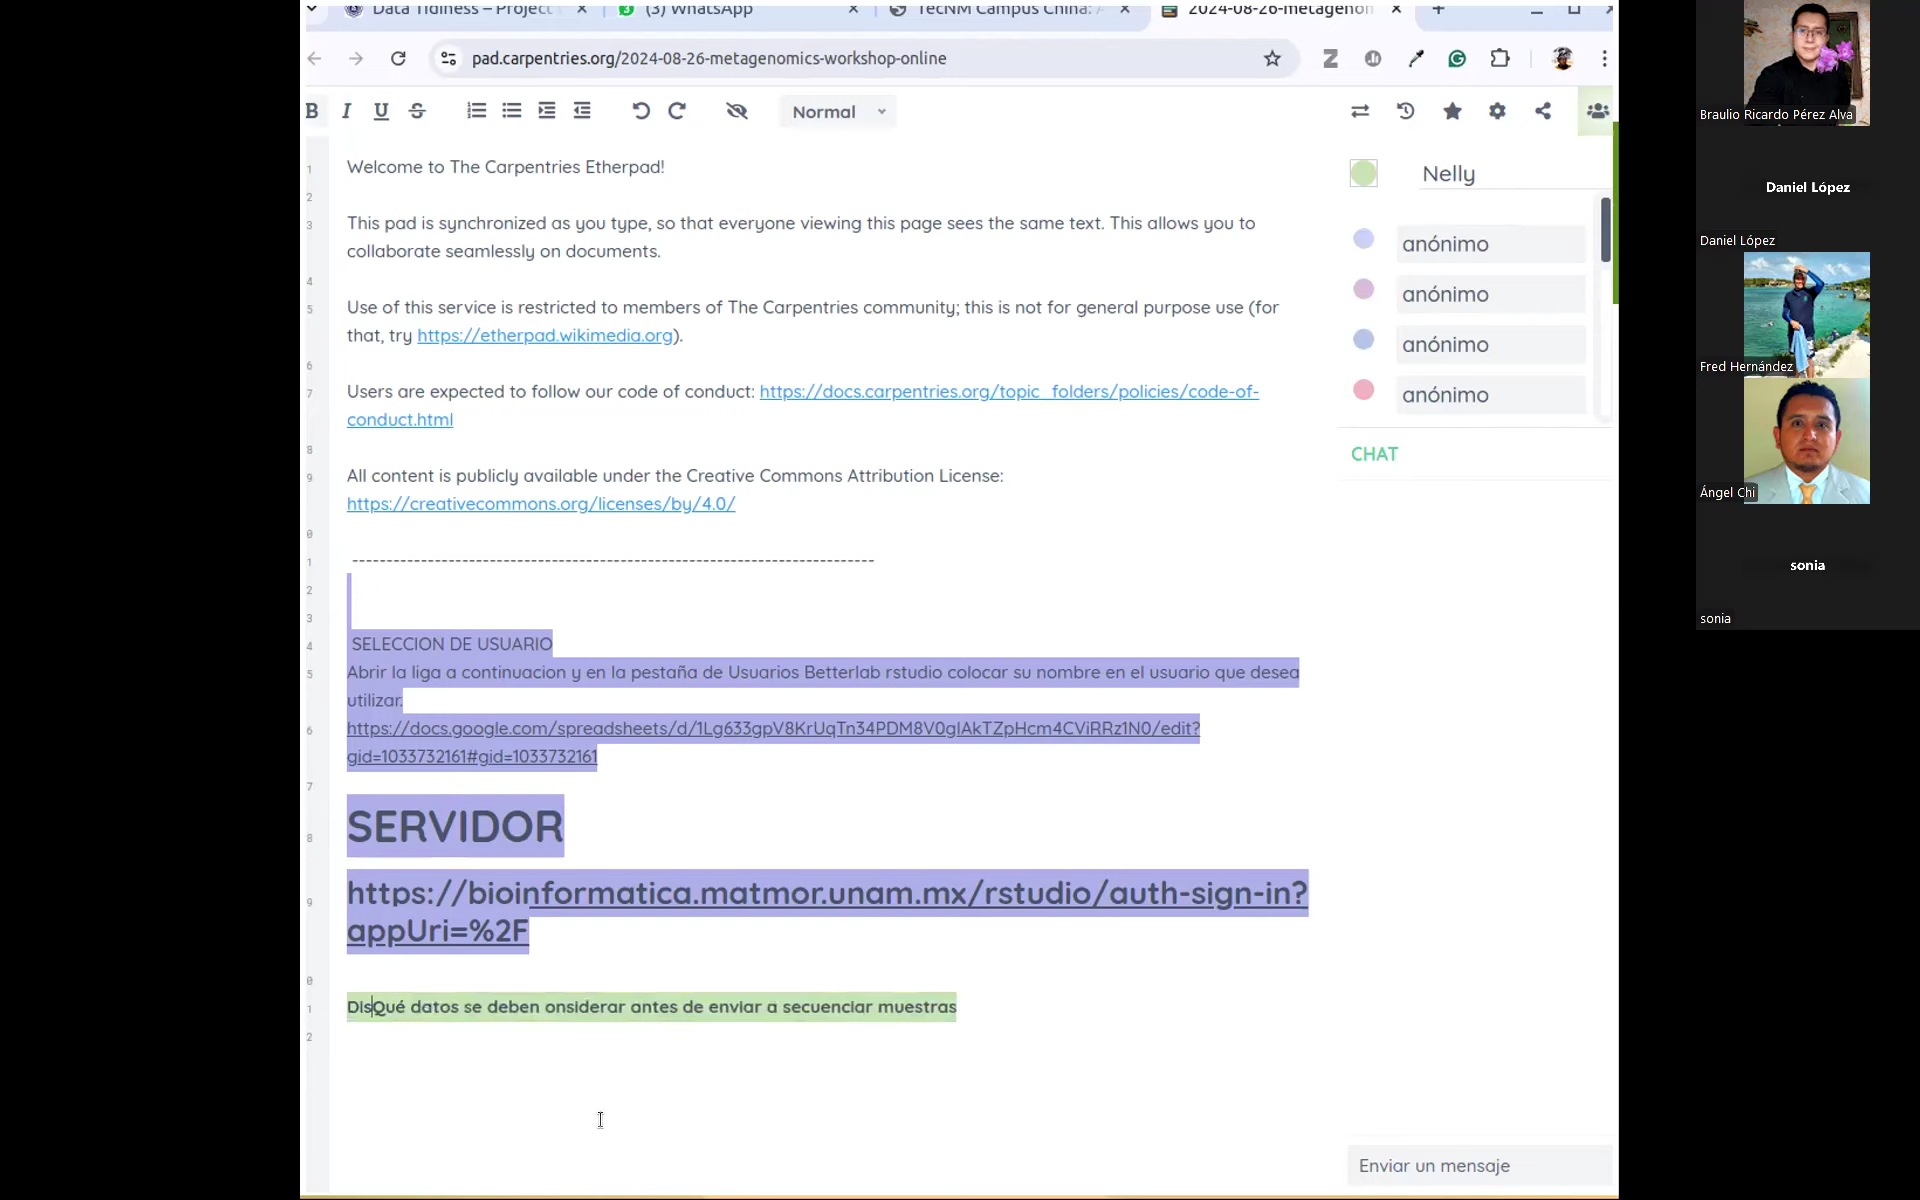 Data Tidiness – Project
(3) WhatsApp
TecNM Campus China:
2024-08-26-metagenom
pad.carpentries.org/2024-08-26-metagenomics-workshop-online
Normal
Welcome to The Carpentries Etherpad!
This pad is synchronized as you type, so that everyone viewing this page sees the same text. This allows you to
collaborate seamlessly on documents.
Use of this service is restricted to members of The Carpentries community; this is not for general purpose use (for
that, try https://etherpad.wikimedia.org).
Users are expected to follow our code of conduct: https://docs.carpentries.org/topic_folders/policies/code-of-
conduct.html
All content is publicly available under the Creative Commons Attribution License:
https://creativecommons.org/licenses/by/4.0/
---------------------------------------------------------------------------
SELECCION DE USUARIO
Abrir la liga a continuacion y en la pestaña de Usuarios Betterlab rstudio colocar su nombre en el usuario que desea
utilizar.
https://docs.google.com/spreadsheets/d/1Lg633gpV8KrUqTn34PDM8V0glAkTZpHcm4CViRRz1N0/edit?
gid=1033732161#gid=1033732161
SERVIDOR
https://bioinformatica.matmor.unam.mx/rstudio/auth-sign-in?
appUri=%2F
DisQué datos se deben onsiderar antes de enviar a secuenciar muestras
Nelly
anónimo
anónimo
anónimo
anónimo
CHAT
Enviar un mensaje
Braulio Ricardo Pérez Alva
Daniel López
Daniel López
Fred Hernández
Ángel Chi
sonia
sonia